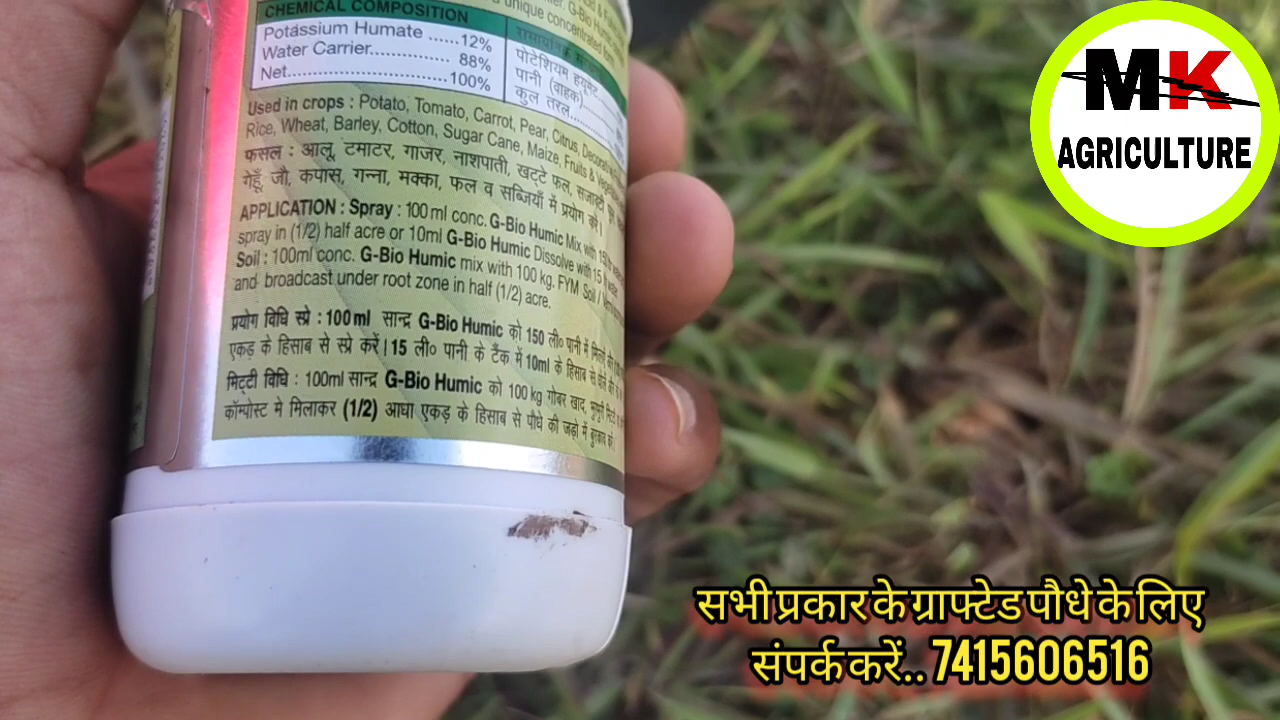 CHEMICAL COMPOSITION
Potassium Humate ......12%
Water Carrier................... 88%
Net................................100%
पोटेशियम ह्यूमेट
पानी (वाहक)
कुल तरल
unique concentrated
Used in crops : Potato, Tomato, Carrot, Pear, Citrus,
Rice, Wheat, Barley, Cotton, Sugar Cane, Maize, Fruits &
फसल : आलू, टमाटर, गाजर, नाशपाती, खट्टे फल, सजावटी
गेहूँ, जौ, कपास, गन्ना, मक्का, फल व सब्जियाँ में प्रयोग करें।
APPLICATION : Spray : 100 ml conc. G-Bio Humic Mix with
spray in (1/2) half acre or 10ml G-Bio Humic Dissolve with 15
Soil : 100ml conc. G-Bio Humic mix with 100 kg. FYM Soil /
and broadcast under root zone in half (1/2) acre.
प्रयोग विधि स्प्रे : 100 ml सान्द्र G-Bio Humic को 150 ली० पानी में
एकड़ के हिसाब से स्प्रे करें। 15 ली० पानी के टैंक में 10ml के हिसाब से
मिट्टी विधि : 100ml सान्द्र G-Bio Humic को 100 kg गोबर खाद,
कॉम्पोस्ट मे मिलाकर (1/2) आधा एकड़ के हिसाब से पौधे की जड़ो में
MK
AGRICULTURE
सभी प्रकार के ग्राफ्टेड पौधे के लिए
संपर्क करें.. 7415606516